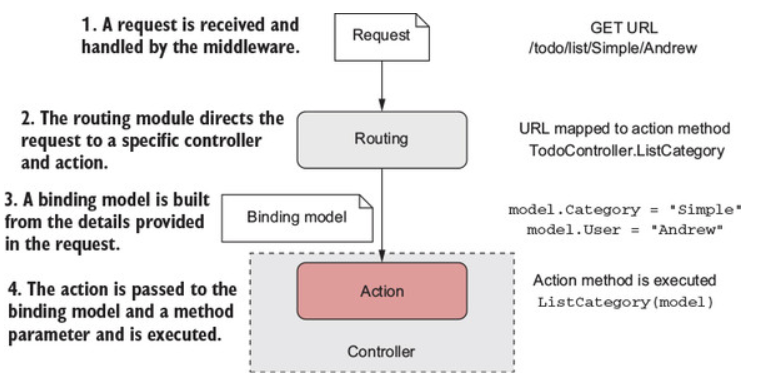 1. A request is received and
handled by the middleware.
Request
GET URL
/todo/list/Simple/Andrew
2. The routing module directs the
request to a specific controller
and action.
Routing
URL mapped to action method
TodoController.ListCategory
3. A binding model is built
from the details provided
in the request.
Binding model
model.Category = "Simple"
model.User = "Andrew"
4. The action is passed to the
binding model and a method
parameter and is executed.
Action
Controller
Action method is executed
ListCategory(model)